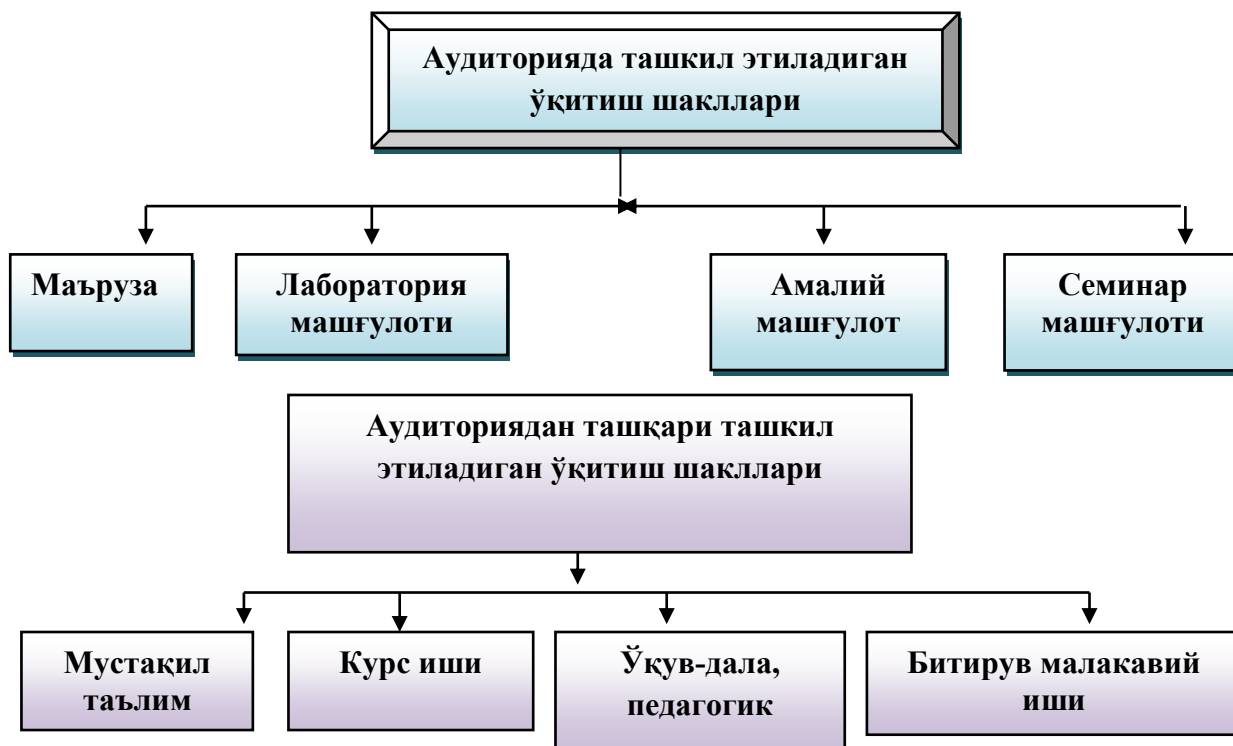 Аудиторияда ташкил этиладиган
ўқитиш шакллари
Маъруза
Лаборатория
машғулоти
Амалий
машғулот
Семинар
машғулоти
Аудиториядан ташқари ташкил
этиладиган ўқитиш шакллари
Мустақил
таълим
Курс иши
Ўқув-дала,
педагогик
Битирув малакавий
иши